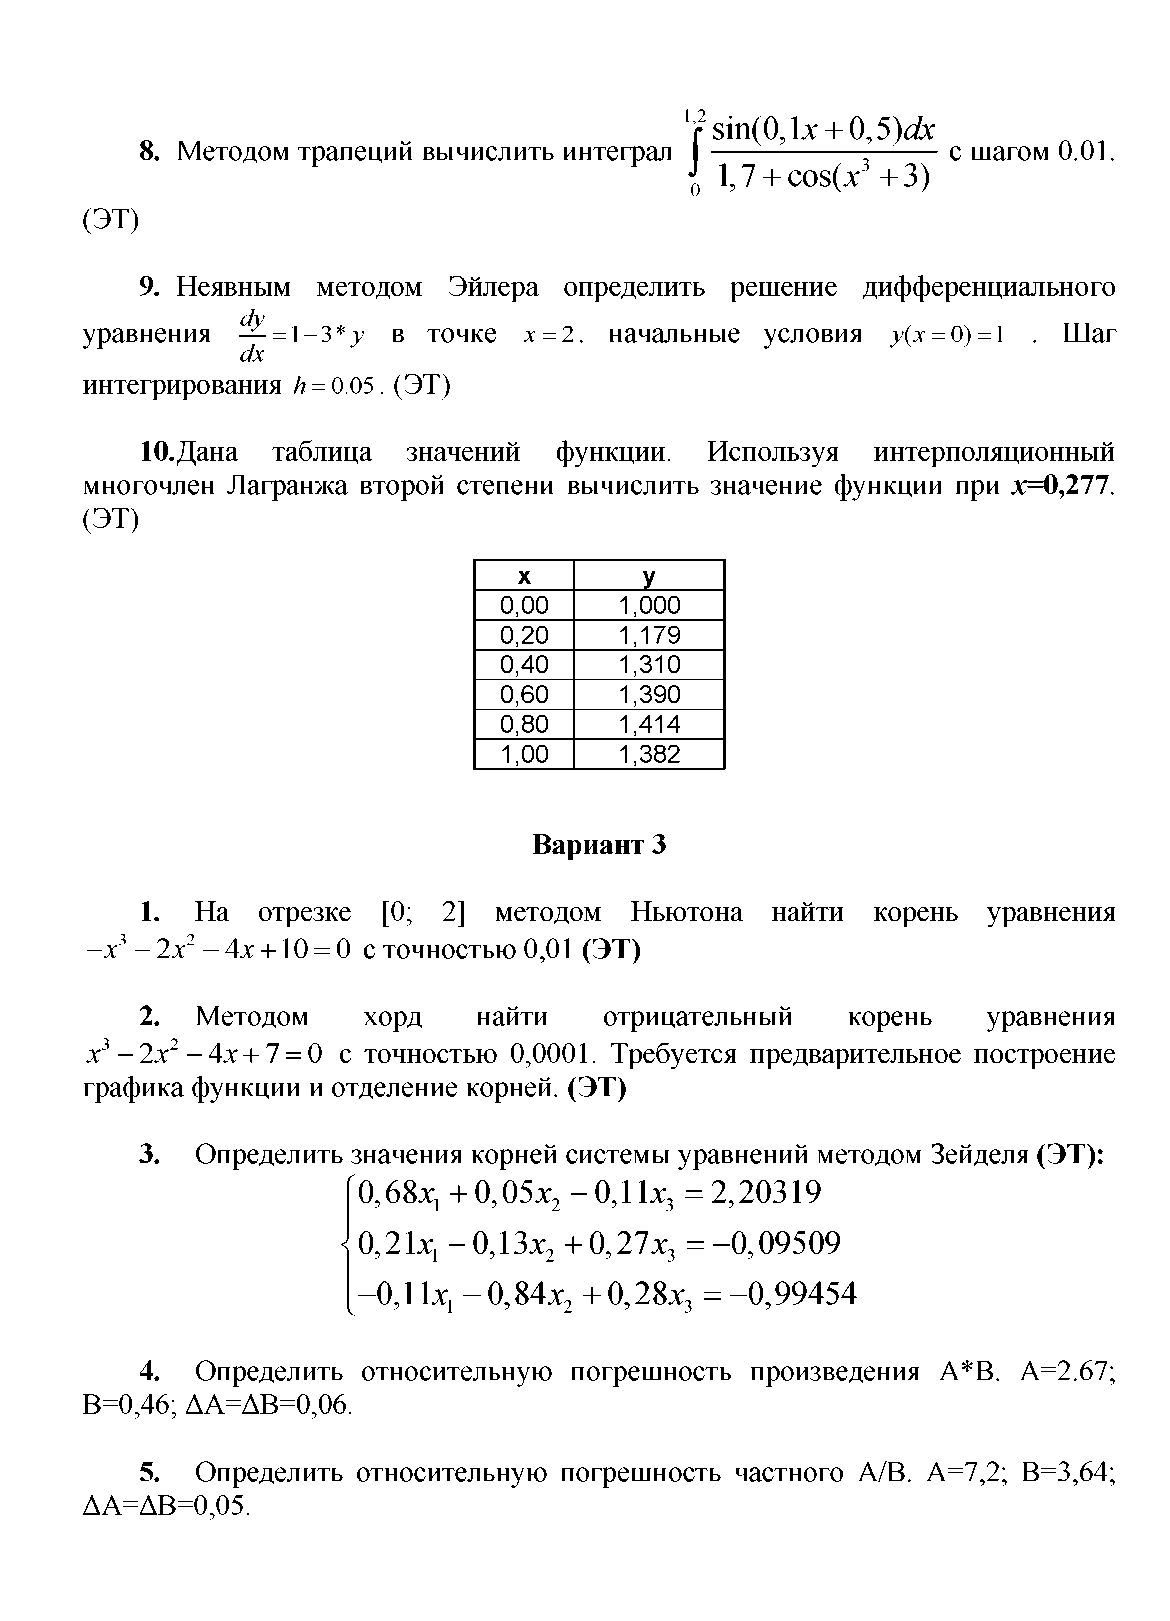 8. Методом трапеций вычислить интеграл ∫₀^{1,2} sin(0,1x+0,5)dx / (1,7+cos(x³+3)) с шагом 0.01.
(ЭТ)
9. Неявным методом Эйлера определить решение дифференциального
уравнения dy/dx =1−3* y в точке x=2. начальные условия y(x=0)=1 . Шаг
интегрирования h=0.05. (ЭТ)
10.Дана таблица значений функции. Используя интерполяционный
многочлен Лагранжа второй степени вычислить значение функции при x=0,277.
(ЭТ)
x y
0,00 1,000
0,20 1,179
0,40 1,310
0,60 1,390
0,80 1,414
1,00 1,382
Вариант 3
1. На отрезке [0; 2] методом Ньютона найти корень уравнения
−x³−2x²−4x+10=0 с точностью 0,01 (ЭТ)
2. Методом хорд найти отрицательный корень уравнения
x³−2x²−4x+7=0 с точностью 0,0001. Требуется предварительное построение
графика функции и отделение корней. (ЭТ)
3. Определить значения корней системы уравнений методом Зейделя (ЭТ):
0,68x₁+0,05x₂−0,11x₃=2,20319
0,21x₁−0,13x₂+0,27x₃=−0,09509
−0,11x₁−0,84x₂+0,28x₃=−0,99454
4. Определить относительную погрешность произведения A*B. A=2.67;
B=0,46; ΔA=ΔB=0,06.
5. Определить относительную погрешность частного A/B. A=7,2; B=3,64;
ΔA=ΔB=0,05.